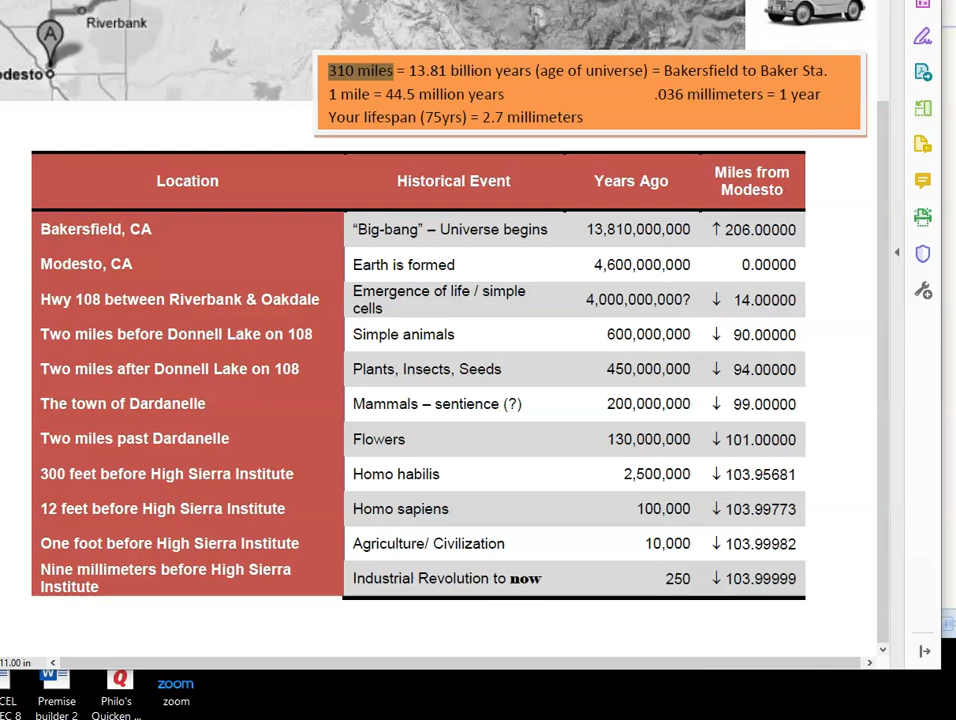 Riverbank
A
desto
310 miles = 13.81 billion years (age of universe) = Bakersfield to Baker Sta.
1 mile = 44.5 million years .036 millimeters = 1 year
Your lifespan (75yrs) = 2.7 millimeters
Location Historical Event Years Ago Miles from
Modesto
Bakersfield, CA "Big-bang" – Universe begins 13,810,000,000 ↑ 206.00000
Modesto, CA Earth is formed 4,600,000,000 0.00000
Hwy 108 between Riverbank & Oakdale Emergence of life / simple
cells 4,000,000,000? ↓ 14.00000
Two miles before Donnell Lake on 108 Simple animals 600,000,000 ↓ 90.00000
Two miles after Donnell Lake on 108 Plants, Insects, Seeds 450,000,000 ↓ 94.00000
The town of Dardanelle Mammals – sentience (?) 200,000,000 ↓ 99.00000
Two miles past Dardanelle Flowers 130,000,000 ↓ 101.00000
300 feet before High Sierra Institute Homo habilis 2,500,000 ↓ 103.95681
12 feet before High Sierra Institute Homo sapiens 100,000 ↓ 103.99773
One foot before High Sierra Institute Agriculture/ Civilization 10,000 ↓ 103.99982
Nine millimeters before High Sierra
Institute Industrial Revolution to now 250 ↓ 103.99999
11.00 in
CEL Premise Philo's zoom
EC 8 builder 2 Quicken ...
W Q zoom